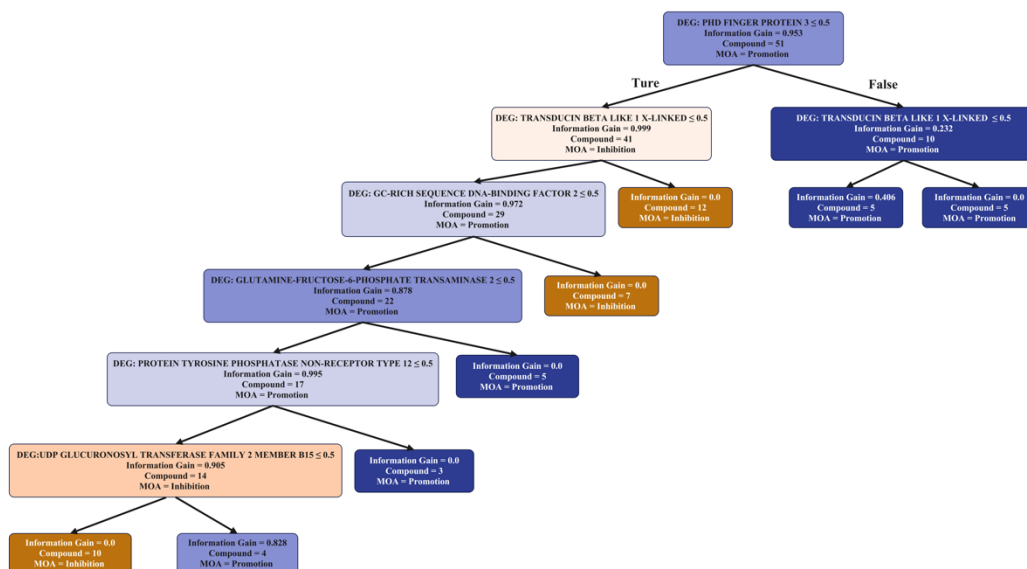 DEG: PHD FINGER PROTEIN 3 ≤ 0.5
Information Gain = 0.953
Compound = 51
MOA = Promotion
Ture
False
DEG: TRANSDUCIN BETA LIKE 1 X-LINKED ≤ 0.5
Information Gain = 0.999
Compound = 41
MOA = Inhibition
DEG: TRANSDUCIN BETA LIKE 1 X-LINKED ≤ 0.5
Information Gain = 0.232
Compound = 10
MOA = Promotion
DEG: GC-RICH SEQUENCE DNA-BINDING FACTOR 2 ≤ 0.5
Information Gain = 0.972
Compound = 29
MOA = Promotion
Information Gain = 0.0
Compound = 12
MOA = Inhibition
Information Gain = 0.406
Compound = 5
MOA = Promotion
Information Gain = 0.0
Compound = 5
MOA = Promotion
DEG: GLUTAMINE-FRUCTOSE-6-PHOSPHATE TRANSAMINASE 2 ≤ 0.5
Information Gain = 0.878
Compound = 22
MOA = Promotion
Information Gain = 0.0
Compound = 7
MOA = Inhibition
DEG: PROTEIN TYROSINE PHOSPHATASE NON-RECEPTOR TYPE 12 ≤ 0.5
Information Gain = 0.995
Compound = 17
MOA = Promotion
Information Gain = 0.0
Compound = 5
MOA = Promotion
DEG:UDP GLUCURONOSYL TRANSFERASE FAMILY 2 MEMBER B15 ≤ 0.5
Information Gain = 0.905
Compound = 14
MOA = Inhibition
Information Gain = 0.0
Compound = 3
MOA = Promotion
Information Gain = 0.0
Compound = 10
MOA = Inhibition
Information Gain = 0.828
Compound = 4
MOA = Promotion